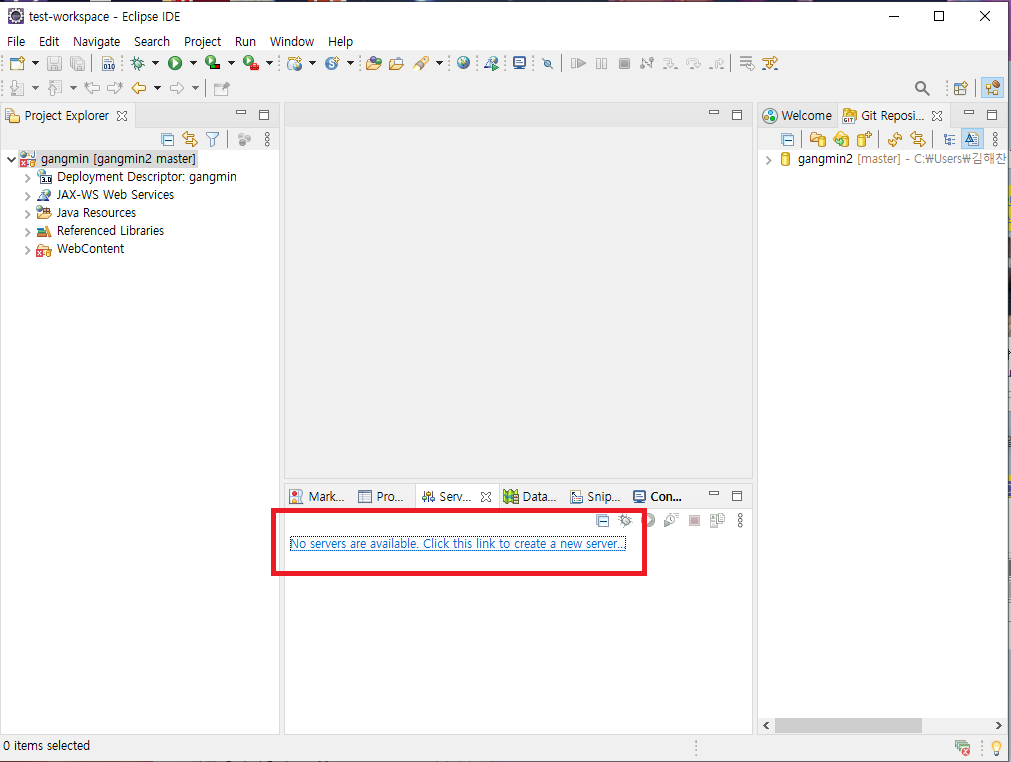 test-workspace - Eclipse IDE
File Edit Navigate Search Project Run Window Help
Project Explorer
gangmin [gangmin2 master]
Deployment Descriptor: gangmin
JAX-WS Web Services
Java Resources
Referenced Libraries
WebContent
Mark... Pro... Serv... Data... Snip... Con...
No servers are available. Click this link to create a new server...
Welcome Git Reposi...
gangmin2 [master] - C:₩Users₩김해찬
0 items selected